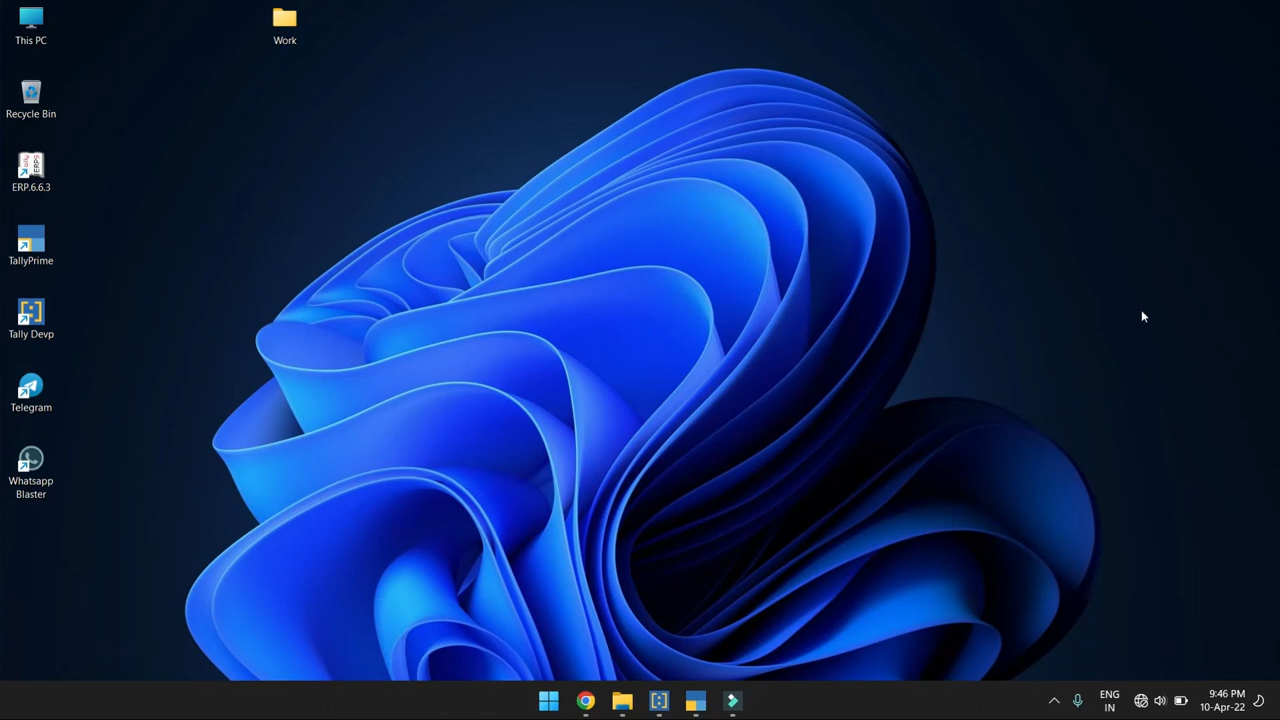 This PC
Work
Recycle Bin
ERP.6.6.3
TallyPrime
Tally Devp
Telegram
Whatsapp
Blaster
ENG
IN
9:46 PM
10-Apr-22